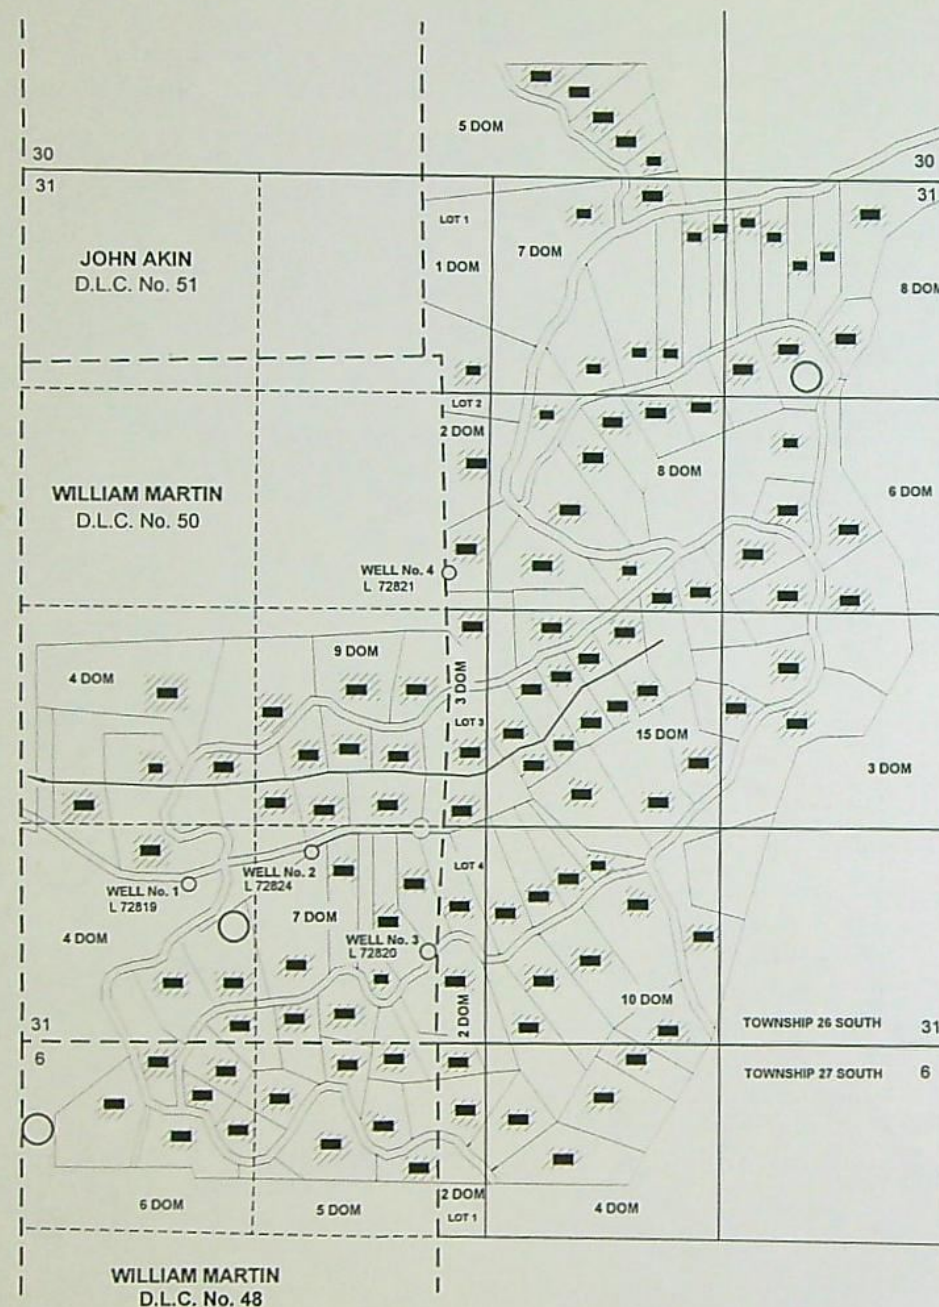 5 DOM
30
30
31
31
LOT 1
7 DOM
JOHN AKIN
D.L.C. No. 51
1 DOM
8 DOM
LOT 2
2 DOM
8 DOM
WILLIAM MARTIN
D.L.C. No. 50
6 DOM
WELL No. 4
L 72821
9 DOM
4 DOM
3 DOM
LOT 3
15 DOM
3 DOM
LOT 4
WELL No. 2
L 72824
WELL No. 1
L 72819
7 DOM
4 DOM
WELL No. 3
L 72820
10 DOM
2 DOM
31
TOWNSHIP 26 SOUTH
31
6
TOWNSHIP 27 SOUTH
6
2 DOM
6 DOM
5 DOM
4 DOM
LOT 1
WILLIAM MARTIN
D.L.C. No. 48